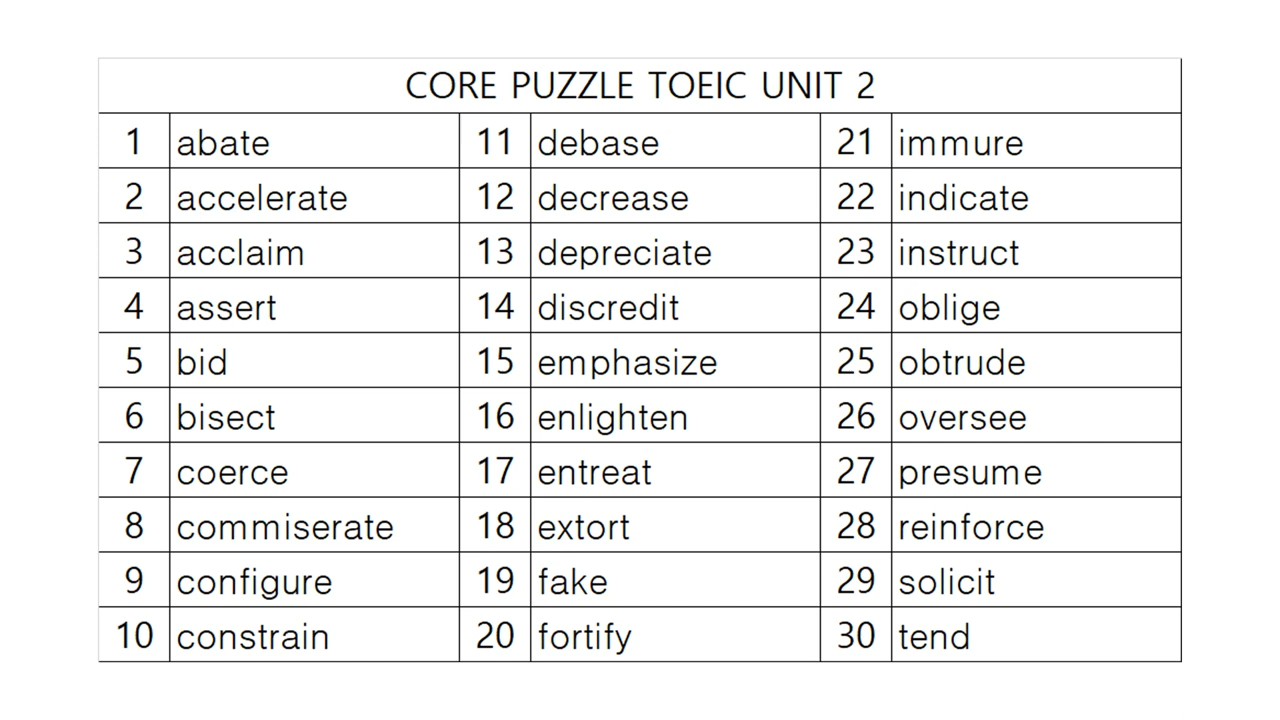 CORE PUZZLE TOEIC UNIT 2
1 abate 11 debase 21 immure
2 accelerate 12 decrease 22 indicate
3 acclaim 13 depreciate 23 instruct
4 assert 14 discredit 24 oblige
5 bid 15 emphasize 25 obtrude
6 bisect 16 enlighten 26 oversee
7 coerce 17 entreat 27 presume
8 commiserate 18 extort 28 reinforce
9 configure 19 fake 29 solicit
10 constrain 20 fortify 30 tend